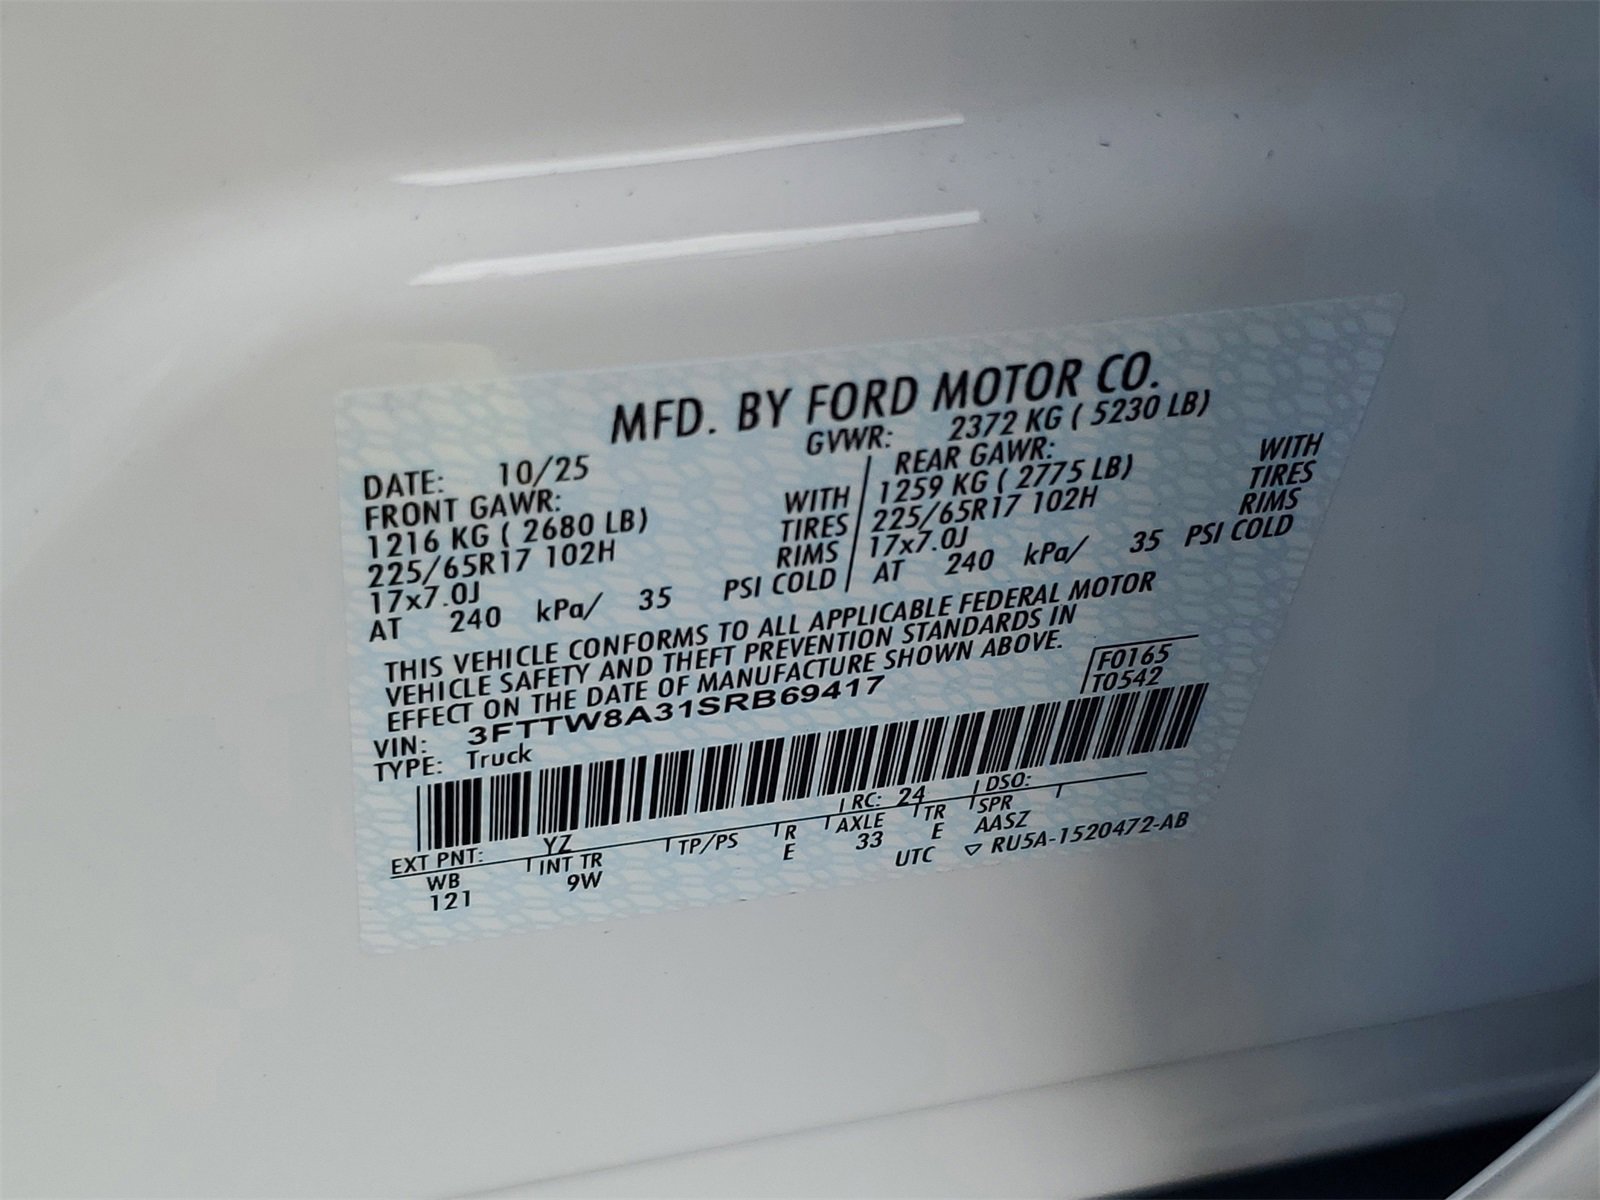 MFD. BY FORD MOTOR CO.
DATE: 10/25 GVWR: 2372 KG ( 5230 LB)
FRONT GAWR: REAR GAWR:
1216 KG ( 2680 LB) WITH 1259 KG ( 2775 LB) WITH
225/65R17 102H TIRES 225/65R17 102H TIRES
17x7.0J RIMS 17x7.0J RIMS
AT 240 kPa/ 35 PSI COLD AT 240 kPa/ 35 PSI COLD
THIS VEHICLE CONFORMS TO ALL APPLICABLE FEDERAL MOTOR
VEHICLE SAFETY AND THEFT PREVENTION STANDARDS IN
EFFECT ON THE DATE OF MANUFACTURE SHOWN ABOVE.
F0165
T0542
VIN: 3FTTW8A31SRB69417
TYPE: Truck
EXT PNT: YZ RC: 24 DSO:
WB INT TR TP/PS R AXLE TR SPR
121 9W E 33 E AASZ
UTC ▽ RU5A-1520472-AB